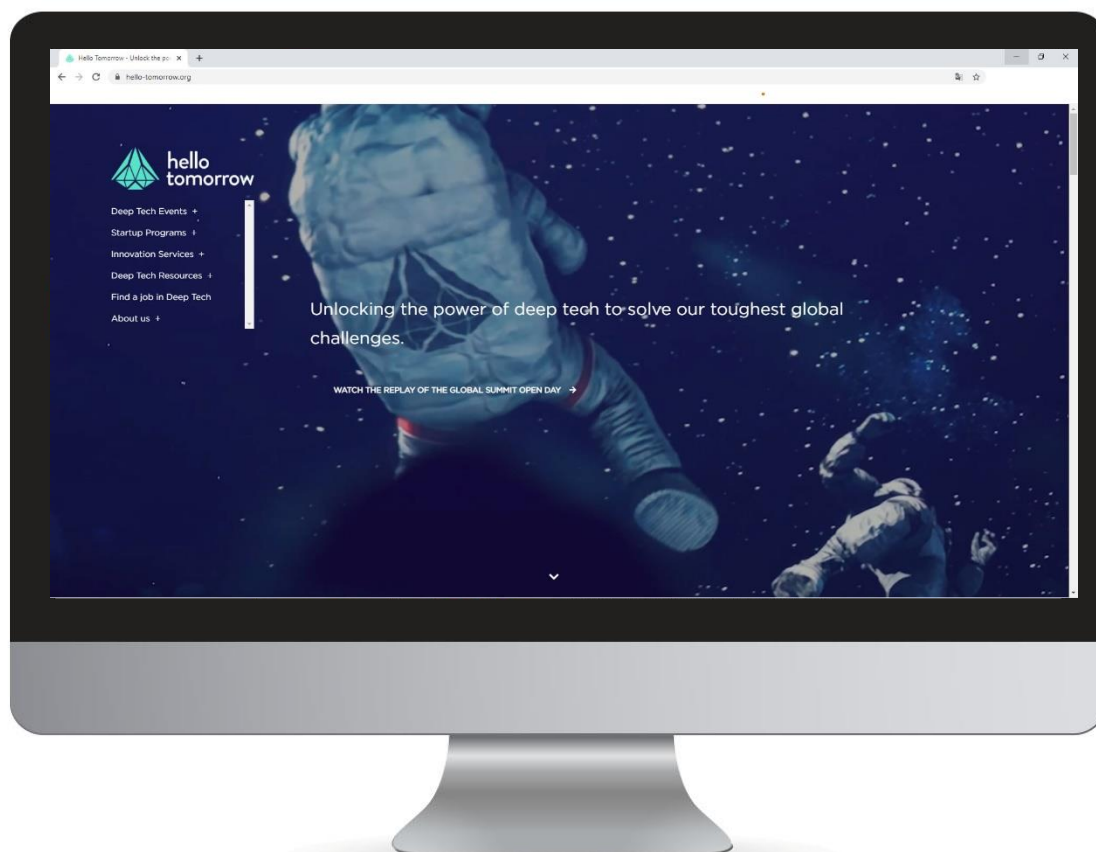 Hello Tomorrow - Unlock the po
hello-tomorrow.org
hello
tomorrow
Deep Tech Events +
Startup Programs +
Innovation Services +
Deep Tech Resources +
Find a job in Deep Tech
About us +
Unlocking the power of deep tech to solve our toughest global
challenges.
WATCH THE REPLAY OF THE GLOBAL SUMMIT OPEN DAY →